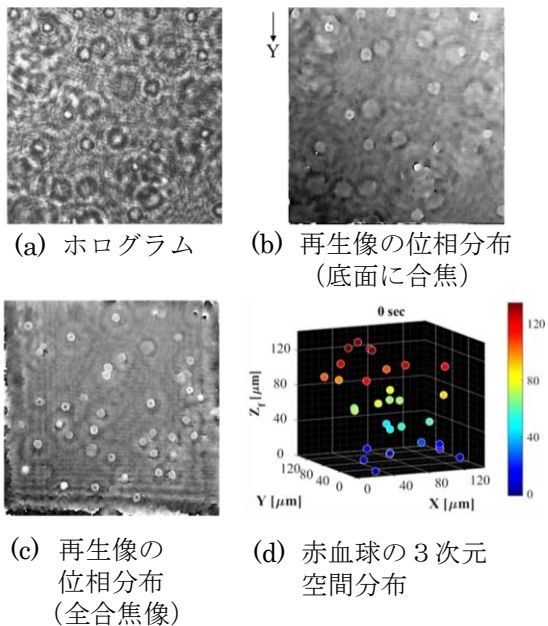 Y
(a) ホログラム
(b) 再生像の位相分布
（底面に合焦）
0 sec
120
80
40
0
Z_f [μm]
120
80
40
0
Y [μm]
0
40
80
120
X [μm]
120
80
40
0
(c) 再生像の
位相分布
（全合焦像）
(d) 赤血球の３次元
空間分布